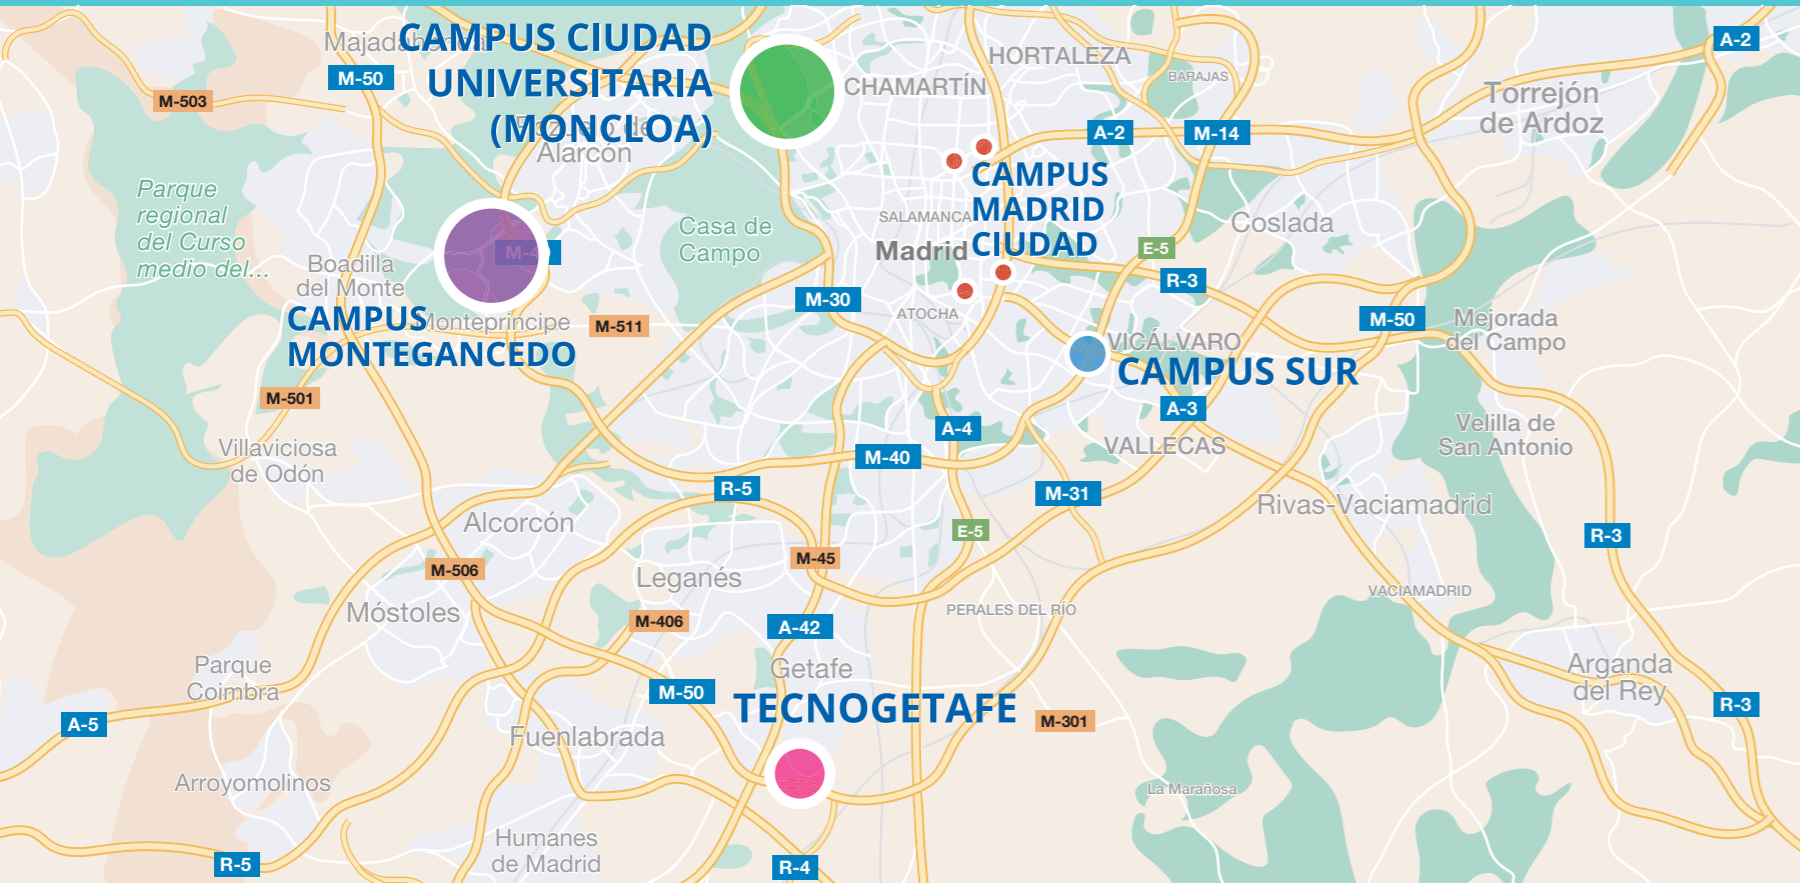 CAMPUS CIUDAD
UNIVERSITARIA
(MONCLOA)
Majadahonda
M-50
M-503
Pozuelo de
Alarcón
CHAMARTÍN
HORTALEZA
BARAJAS
A-2
Torrejón
de Ardoz
A-2
M-14
CAMPUS
MADRID
CIUDAD
SALAMANCA
Madrid
Parque
regional
del Curso
medio del...
Casa de
Campo
Coslada
E-5
R-3
Boadilla
del Monte
CAMPUS
MONTEGANCEDO
Monteprincipe
M-511
M-30
ATOCHA
M-50
Mejorada
del Campo
VICÁLVARO
CAMPUS SUR
A-3
M-501
Villaviciosa
de Odón
A-4
M-40
VALLECAS
Velilla de
San Antonio
R-5
M-31
Rivas-Vaciamadrid
Alcorcón
E-5
R-3
M-45
M-506
Leganés
Móstoles
VACIAMADRID
PERALES DEL RÍO
M-406
A-42
Getafe
Parque
Coimbra
Arganda
del Rey
M-50
TECNOGETAFE
M-301
R-3
A-5
Fuenlabrada
Arroyomolinos
La Marañosa
Humanes
de Madrid
R-5
R-4